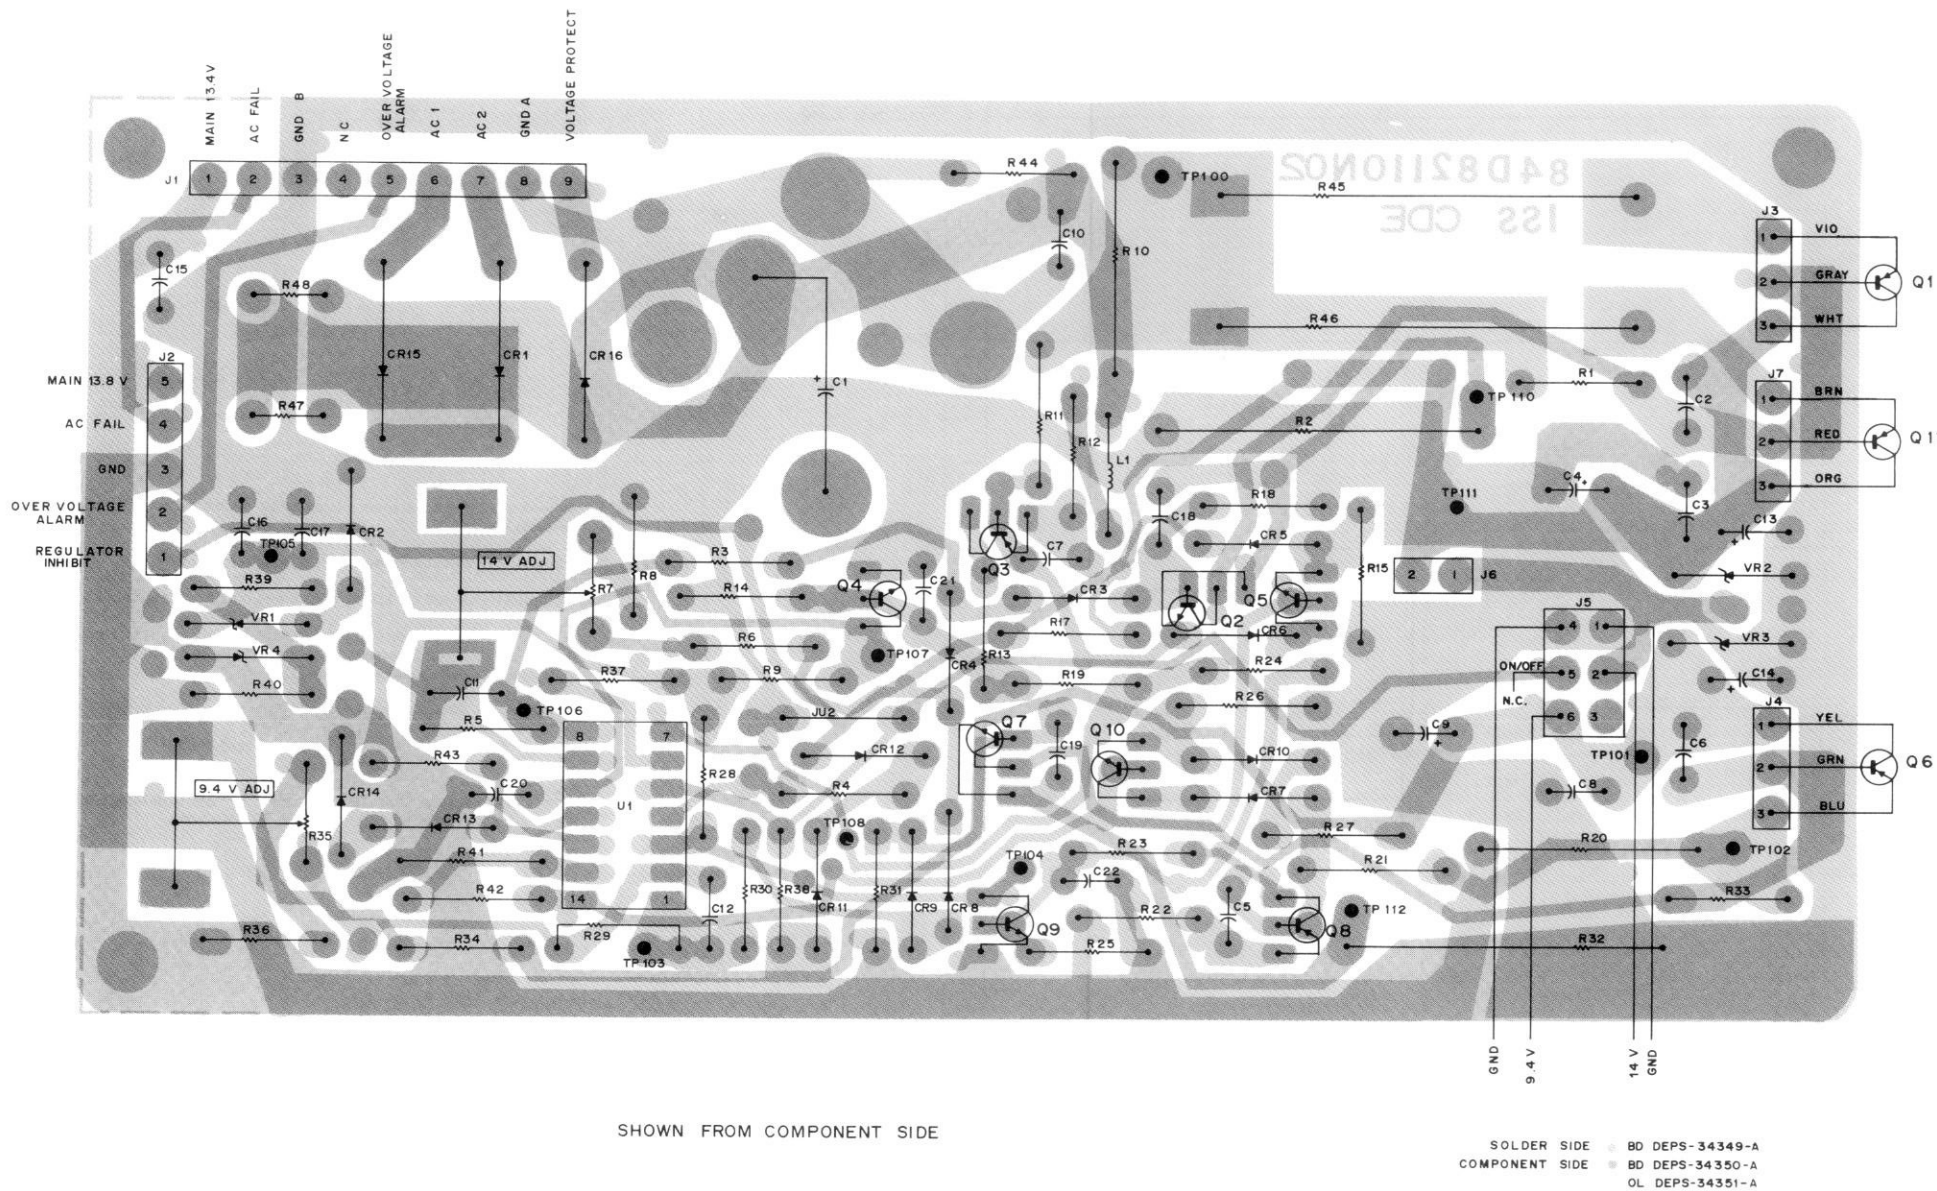 MAIN 13.4V
AC FAIL
GND B
NC
OVER VOLTAGE
ALARM
AC 1
AC 2
GND A
VOLTAGE PROTECT
J1 1 2 3 4 5 6 7 8 9
R44
TP100
84D82110N02
ISS CDE
R45
J3
1 VIO
2 GRAY
3 WHT
Q1
C15
R48
C10
R10
R46
J2
CR15
CR1
CR16
C1
+
R1
TP110
C2
J7
1 BRN
2 RED
3 ORG
Q1
MAIN 13.8 V 5
AC FAIL 4
GND 3
OVER VOLTAGE
ALARM
2
REGULATOR
INHIBIT
1
R47
R11
R12
R2
L1
C4 +
TP111
C3
C13
+
C16
C17
CR2
TP105
14 V ADJ
R7
R8
R3
C18
R18
CR5
R15
2 1 J6
VR2
R39
R14
Q4
C21
Q3
C7
CR3
Q2
Q5
J5
VR1
R6
R17
CR6
4 1
VR3
VR4
TP107
CR4
R13
R24
ON/OFF 5 2
N.C.
6 3
R40
C11
R37
R9
R19
R26
C14
+
J4
1 YEL
2 GRN
3 BLU
Q6
TP106
R5
JU2
Q7
Q10
C9
+
TP101
C6
R43
8 7
U1
14 1
R28
CR12
C19
CR10
9.4 V ADJ
R35
CR14
C20
R4
CR7
C8
CR13
TP108
R27
R41
TP104
R23
R21
R20
TP102
R42
C12
R30
R38
CR11
R31
CR9
CR8
C22
R22
C5
TP112
R33
R36
R34
R29
TP103
Q9
R25
Q8
R32
GND
9.4 V
14 V
GND
SHOWN FROM COMPONENT SIDE
SOLDER SIDE BD DEPS-34349-A
COMPONENT SIDE BD DEPS-34350-A
OL DEPS-34351-A